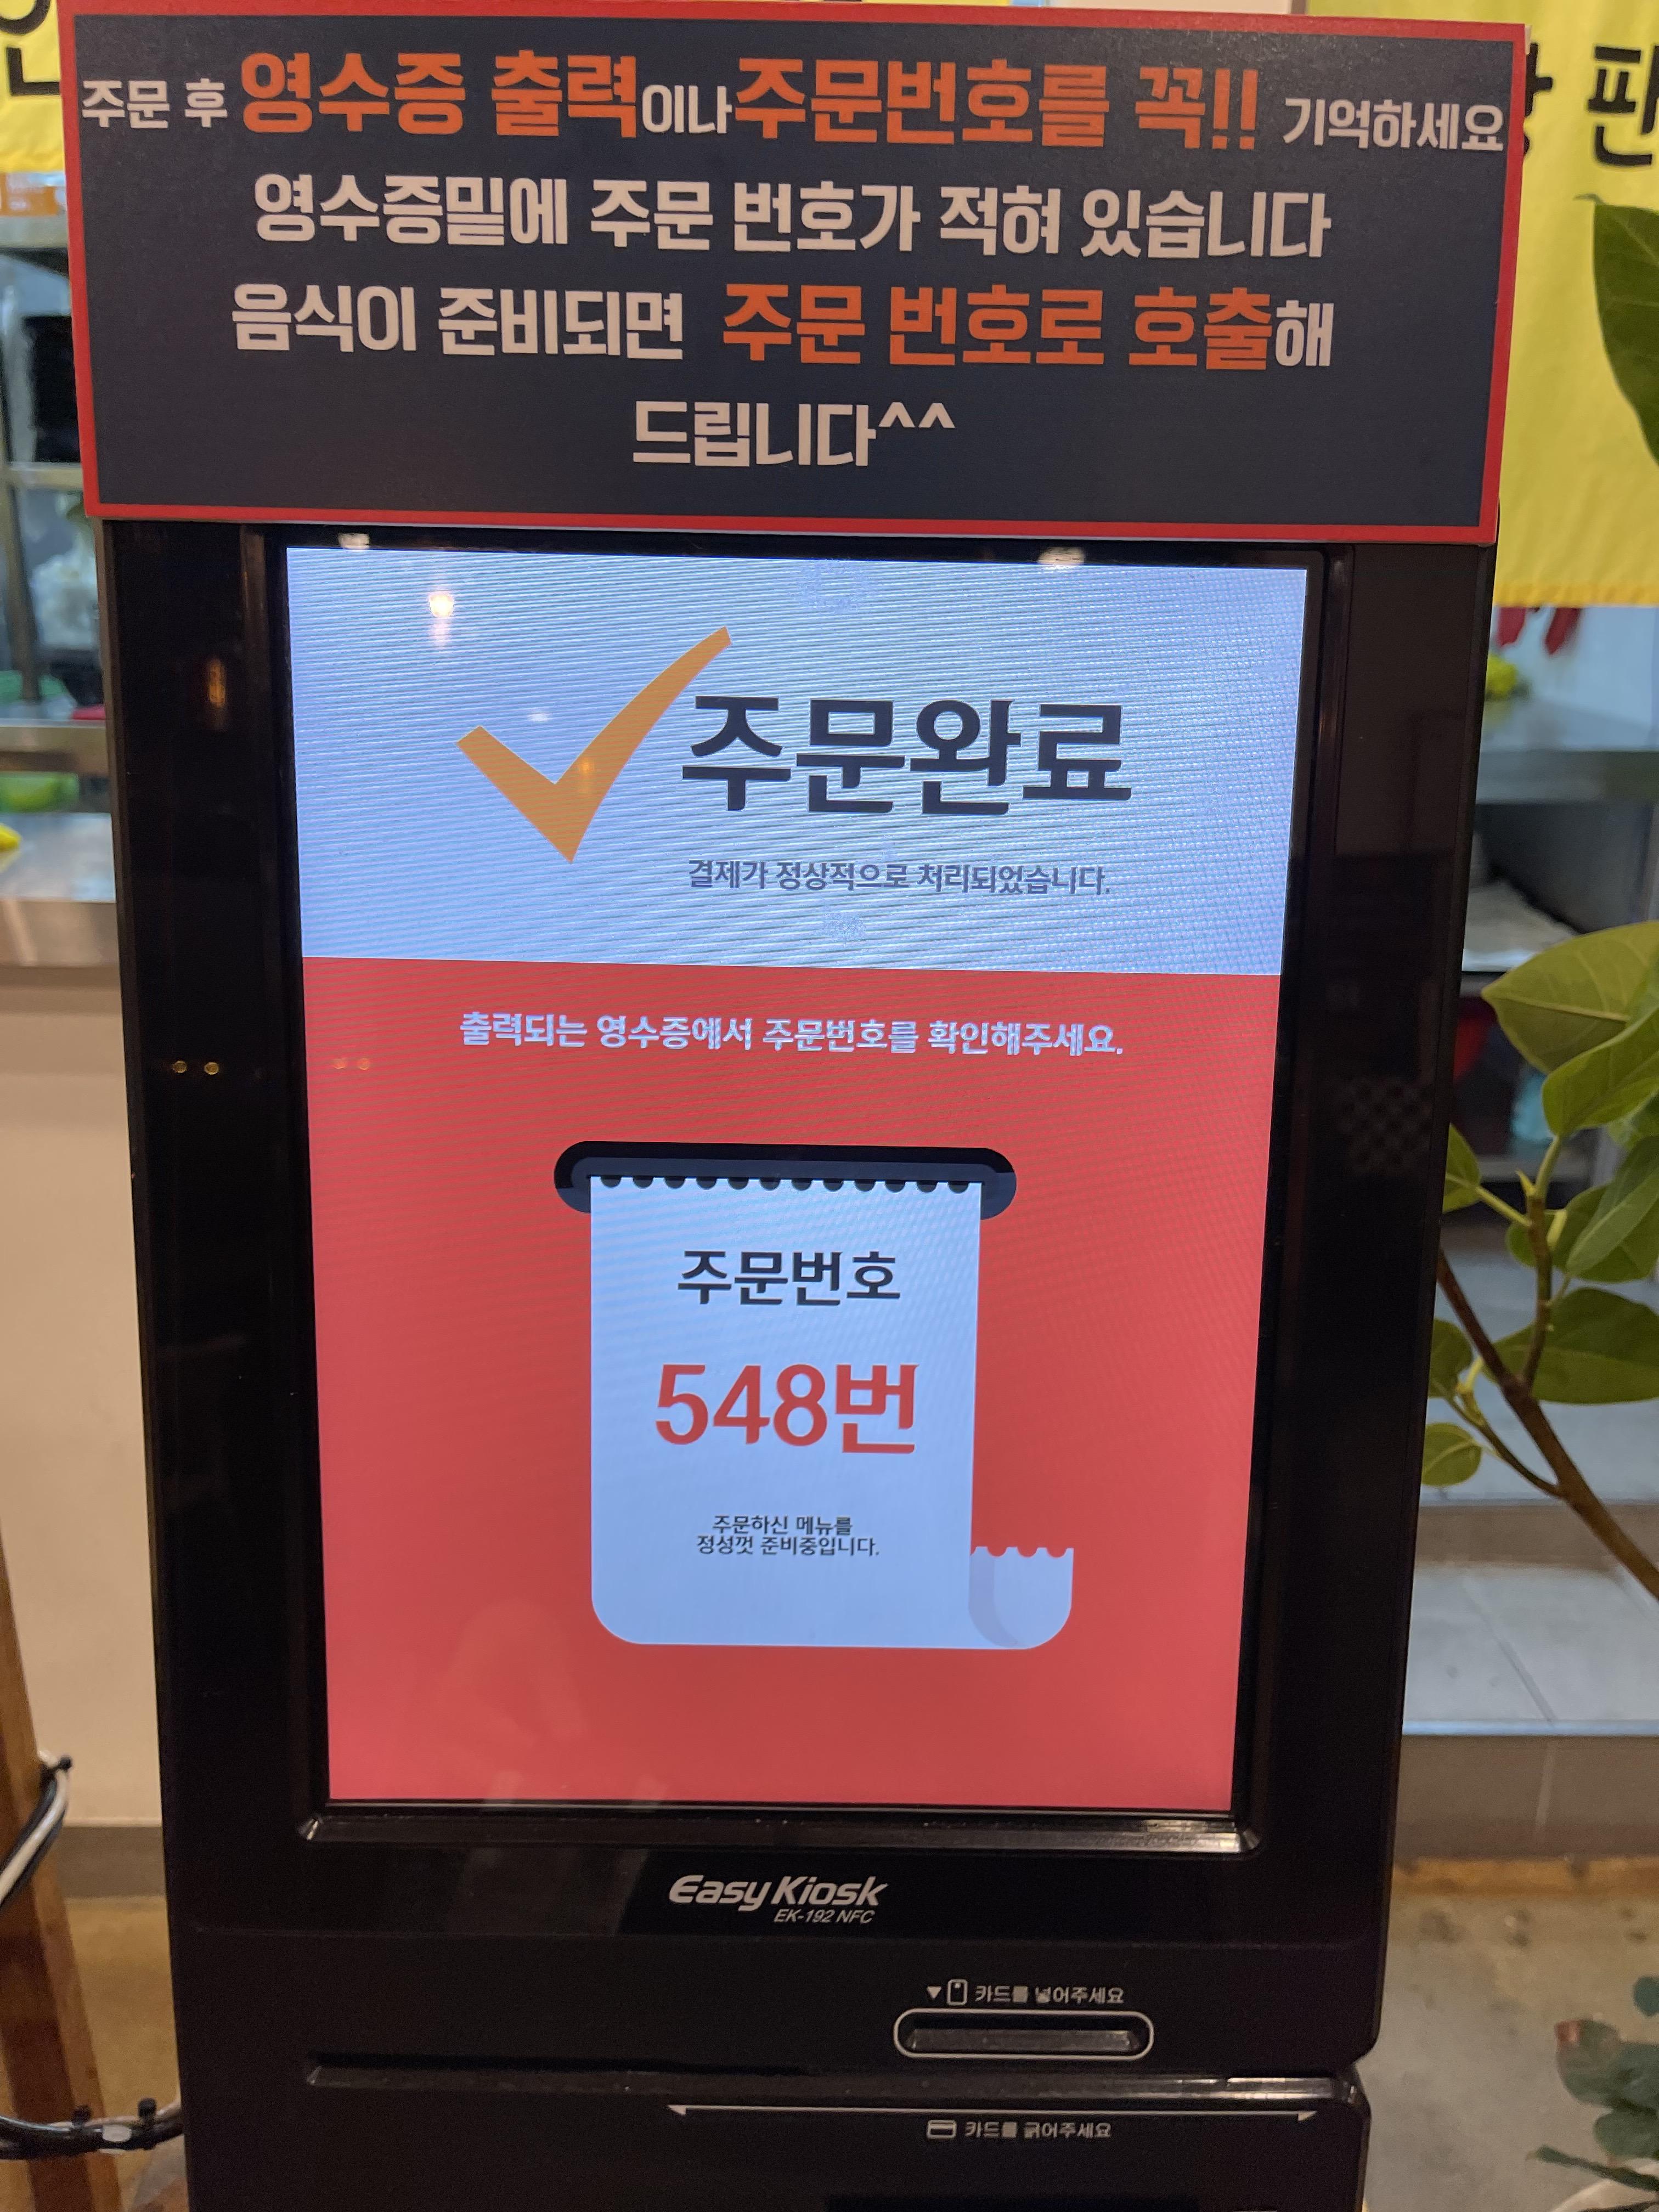 주문 후 영수증 출력이나주문번호를 꼭!! 기억하세요
영수증밑에 주문 번호가 적혀 있습니다
음식이 준비되면 주문 번호로 호출해
드립니다^^
주문완료
결제가 정상적으로 처리되었습니다.
출력되는 영수증에서 주문번호를 확인해주세요.
주문번호
548번
주문하신 메뉴를
정성껏 준비중입니다.
Easy Kiosk
EK-192 NFC
카드를 넣어주세요
카드를 긁어주세요